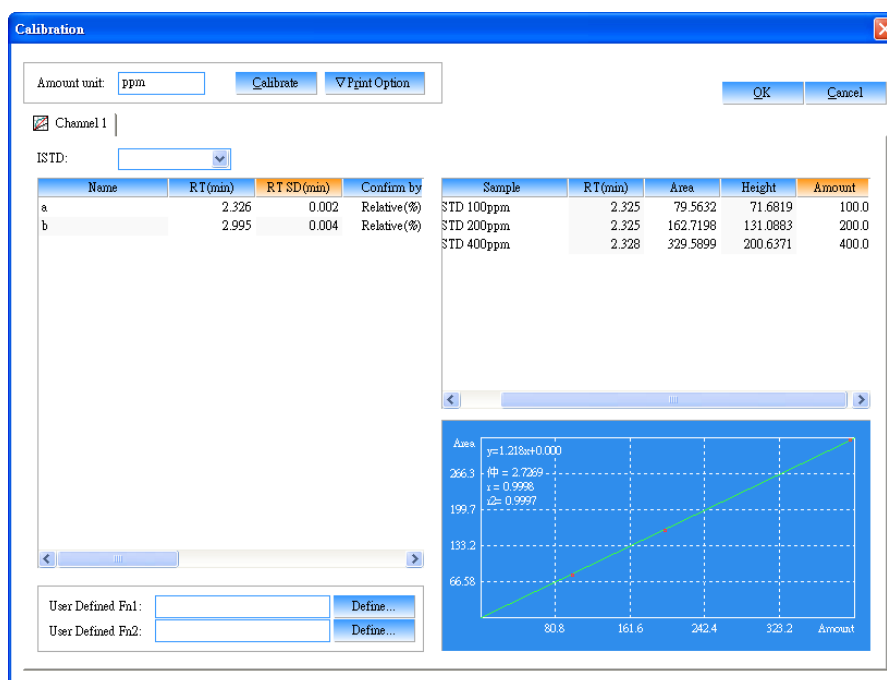 Calibration
Amount unit: ppm Calibrate ▽Print Option
OK Cancel
Channel 1
ISTD:
Name RT(min) RT SD(min) Confirm by
a 2.326 0.002 Relative(%)
b 2.995 0.004 Relative(%)
Sample RT(min) Area Height Amount
STD 100ppm 2.325 79.5632 71.6819 100.0
STD 200ppm 2.325 162.7198 131.0883 200.0
STD 400ppm 2.328 329.5899 200.6371 400.0
Area
y=1.218x+0.000
266.3
仲 = 2.7269
r = 0.9998
r2= 0.9997
199.7
133.2
66.58
80.8 161.6 242.4 323.2 Amount
User Defined Fn1: Define...
User Defined Fn2: Define...